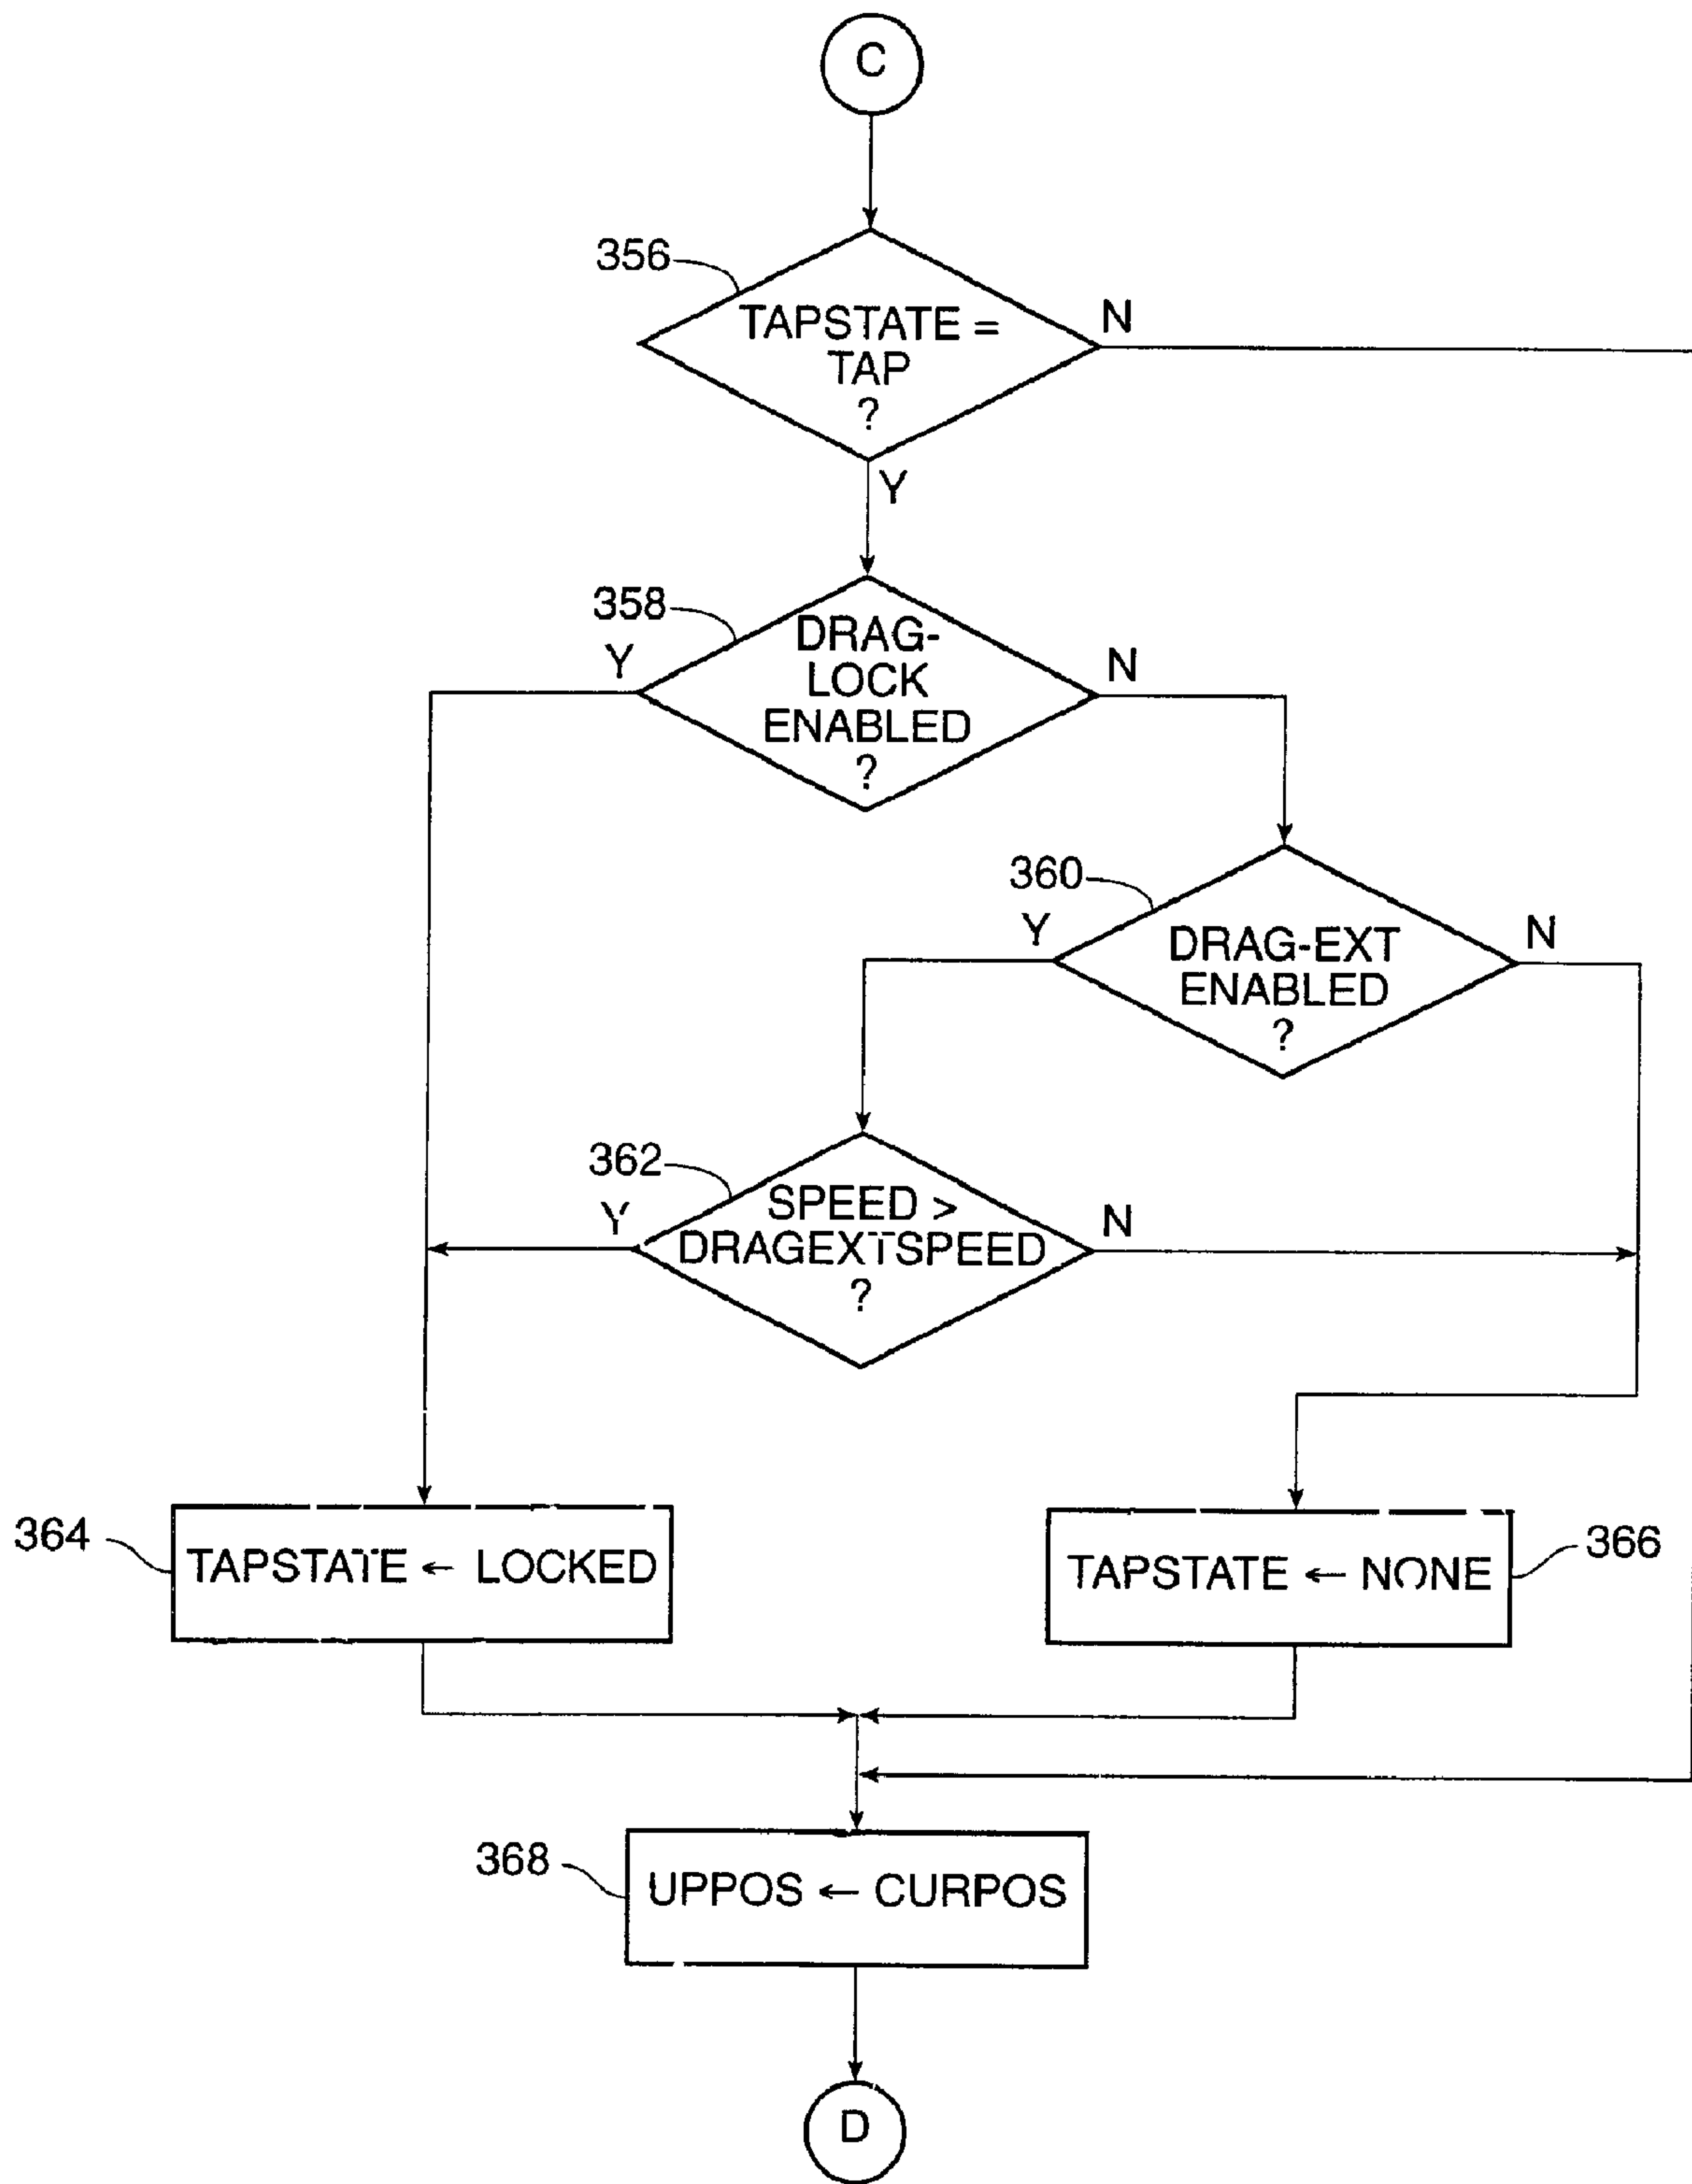 C
356
TAPSTATE =
TAP
?
N
Y
358
DRAG-
LOCK
ENABLED
?
Y
N
360
DRAG-EXT
ENABLED
?
Y
N
362
SPEED >
DRAGEXTSPEED
?
Y
N
364
TAPSTATE ← LOCKED
TAPSTATE ← NONE
366
368
UPPOS ← CURPOS
D